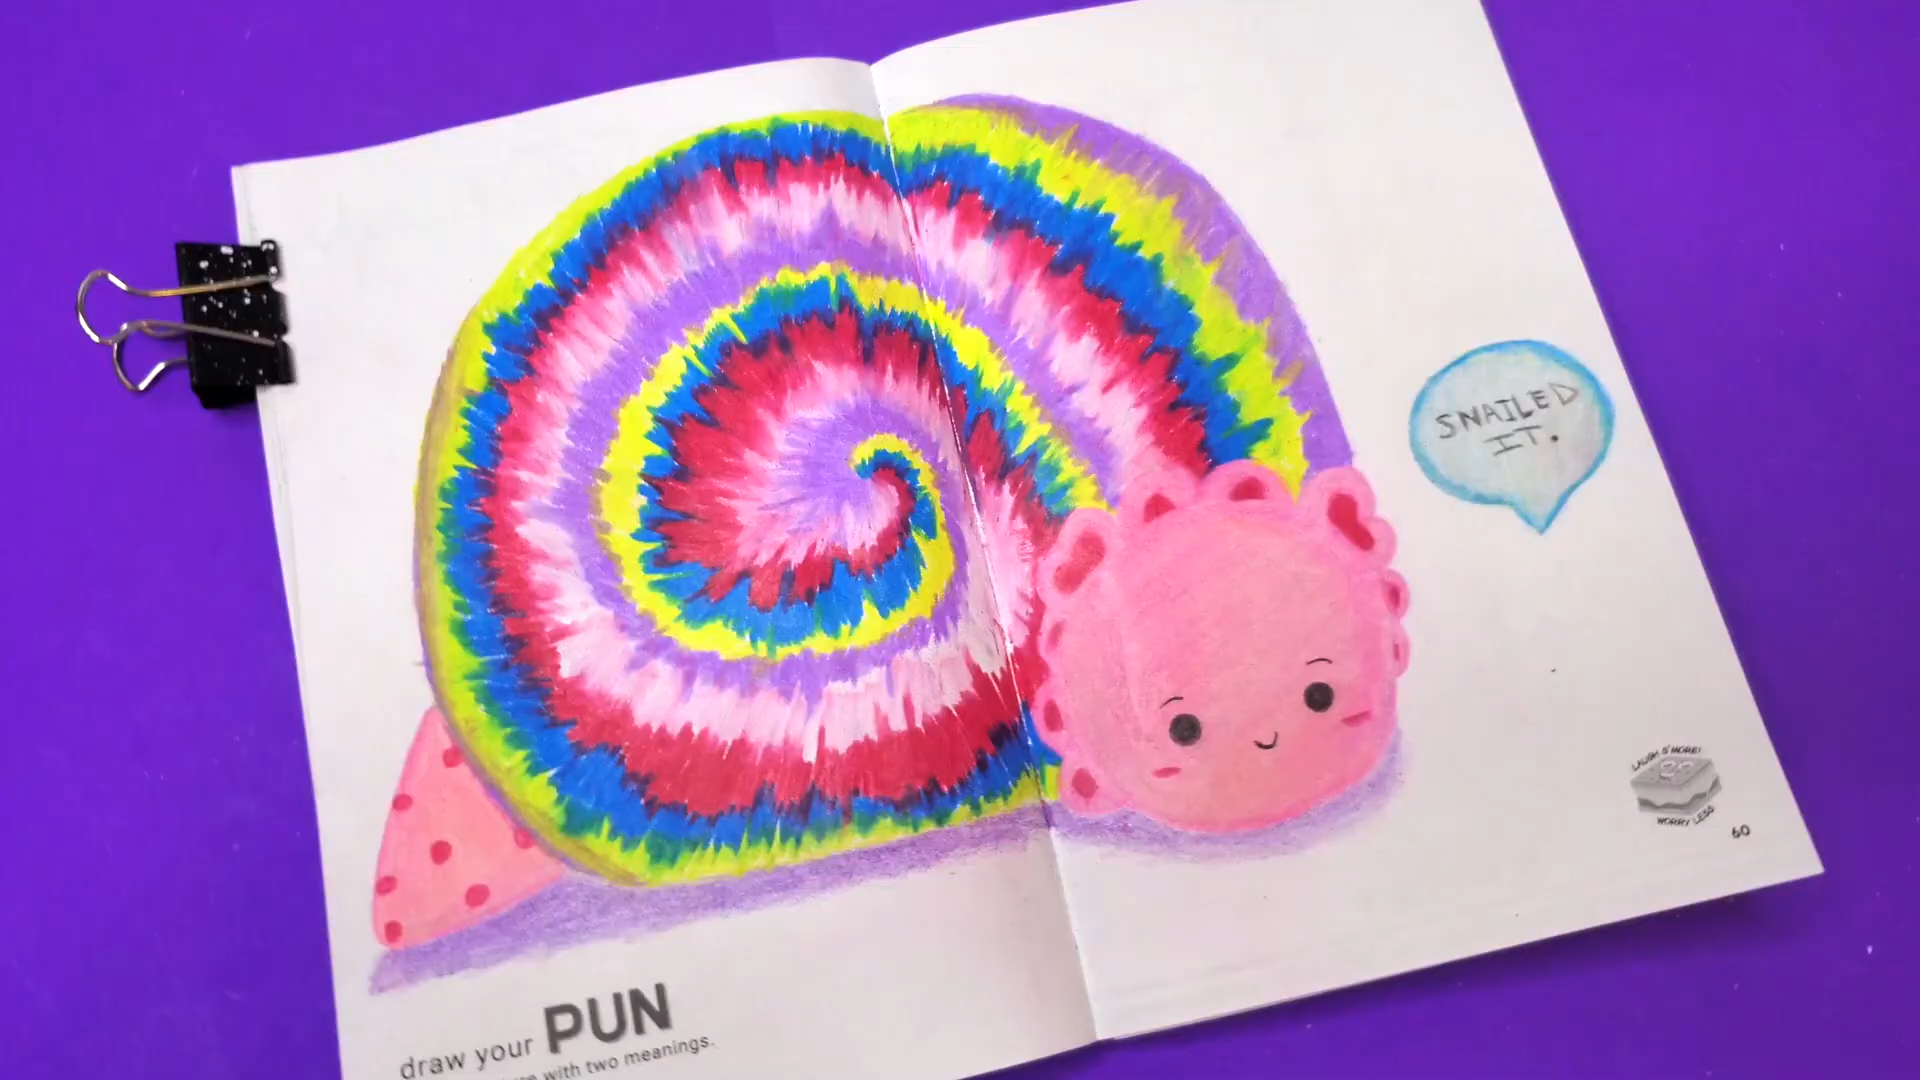 SNAILED
IT.
LAUGH S'MORE!
WORRY LESS
60
draw your PUN
with two meanings.